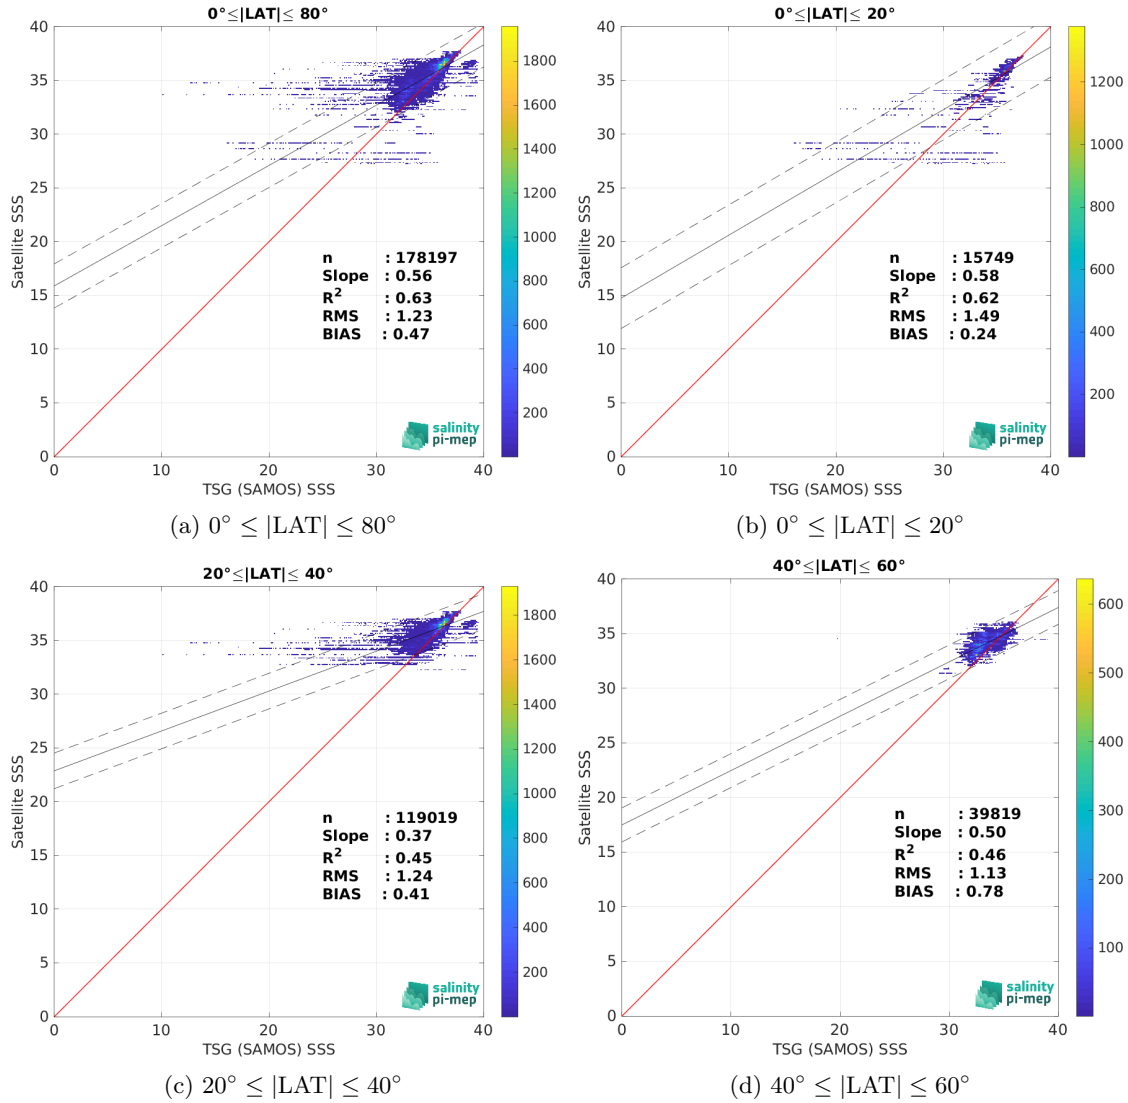 0°≤|LAT|≤ 80°
40
35
30
25
20
15
10
5
0
0
10
20
30
40
Satellite SSS
TSG (SAMOS) SSS
n : 178197
Slope : 0.56
R² : 0.63
RMS : 1.23
BIAS : 0.47
salinity
pi-mep
1800
1600
1400
1200
1000
800
600
400
200
(a) 0° ≤ |LAT| ≤ 80°
0°≤|LAT|≤ 20°
40
35
30
25
20
15
10
5
0
0
10
20
30
40
Satellite SSS
TSG (SAMOS) SSS
n : 15749
Slope : 0.58
R² : 0.62
RMS : 1.49
BIAS : 0.24
salinity
pi-mep
1200
1000
800
600
400
200
(b) 0° ≤ |LAT| ≤ 20°
20°≤|LAT|≤ 40°
40
35
30
25
20
15
10
5
0
0
10
20
30
40
Satellite SSS
TSG (SAMOS) SSS
n : 119019
Slope : 0.37
R² : 0.45
RMS : 1.24
BIAS : 0.41
salinity
pi-mep
1800
1600
1400
1200
1000
800
600
400
200
(c) 20° ≤ |LAT| ≤ 40°
40°≤|LAT|≤ 60°
40
35
30
25
20
15
10
5
0
0
10
20
30
40
Satellite SSS
TSG (SAMOS) SSS
n : 39819
Slope : 0.50
R² : 0.46
RMS : 1.13
BIAS : 0.78
salinity
pi-mep
600
500
400
300
200
100
(d) 40° ≤ |LAT| ≤ 60°